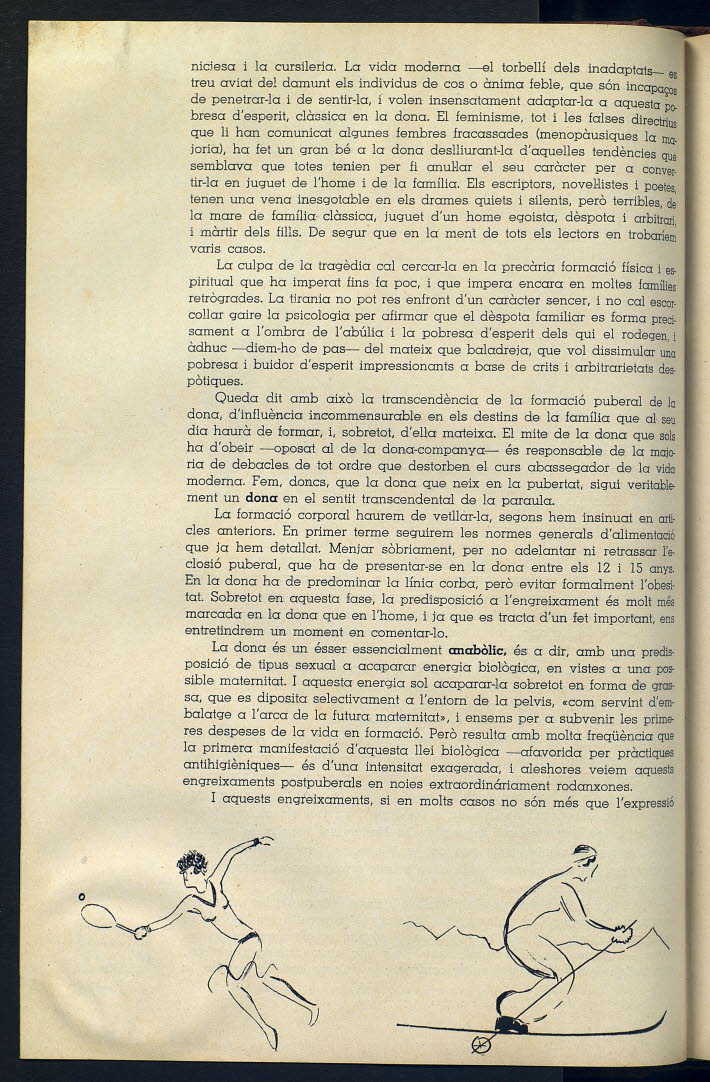 niciesa i la cursileria. La vida moderna —el torbellí dels inadaptats— es
treu aviat del damunt els individus de cos o ànima feble, que són incapaços
de penetrar-la i de sentir-la, i volen insensatament adaptar-la a aquesta po-
bresa d'esperit, clàssica en la dona. El feminisme, tot i les falses directrius
que li han comunicat algunes fembres fracassades (menopàusiques la ma-
joria), ha fet un gran bé a la dona deslliurant-la d'aquelles tendències que
semblava que totes tenien per fi anul·lar el seu caràcter per a conver-
tir-la en juguet de l'home i de la família. Els escriptors, novel·listes i poetes,
tenen una vena inesgotable en els drames quiets i silents, però terribles, de
la mare de família clàssica, juguet d'un home egoista, dèspota i arbitrari,
i màrtir dels fills. De segur que en la ment de tots els lectors en trobaríem
varis casos.
La culpa de la tragèdia cal cercar-la en la precària formació física i es-
piritual que ha imperat fins fa poc, i que impera encara en moltes famílies
retrògrades. La tirania no pot res enfront d'un caràcter sencer, i no cal escor-
collar gaire la psicologia per afirmar que el dèspota familiar es forma preci-
sament a l'ombra de l'abúlia i la pobresa d'esperit dels qui el rodegen, i
àdhuc —diem-ho de pas— del mateix que baladreja, que vol dissimular una
pobresa i buidor d'esperit impressionants a base de crits i arbitrarietats des-
pòtiques.
Queda dit amb això la transcendència de la formació puberal de la
dona, d'influència incommensurable en els destins de la família que al seu
dia haurà de formar, i, sobretot, d'ella mateixa. El mite de la dona que sols
ha d'obeir —oposat al de la dona-companya— és responsable de la majo-
ria de debacles de tot ordre que destorben el curs abassegador de la vida
moderna. Fem, doncs, que la dona que neix en la pubertat, sigui veritable-
ment un dona en el sentit transcendental de la paraula.
La formació corporal haurem de vetllar-la, segons hem insinuat en arti-
cles anteriors. En primer terme seguirem les normes generals d'alimentació
que ja hem detallat. Menjar sòbriament, per no adelantar ni retrassar l'e-
closió puberal, que ha de presentar-se en la dona entre els 12 i 15 anys.
En la dona ha de predominar la línia corba, però evitar formalment l'obesi-
tat. Sobretot en aquesta fase, la predisposició a l'engreixament és molt més
marcada en la dona que en l'home, i ja que es tracta d'un fet important, ens
entretindrem un moment en comentar-lo.
La dona és un ésser essencialment anabòlic, és a dir, amb una predis-
posició de tipus sexual a acaparar energia biològica, en vistes a una pos-
sible maternitat. I aquesta energia sol acaparar-la sobretot en forma de gras-
sa, que es diposita selectivament a l'entorn de la pelvis, «com servint d'em-
balatge a l'arca de la futura maternitat», i ensems per a subvenir les prime-
res despeses de la vida en formació. Però resulta amb molta freqüència que
la primera manifestació d'aquesta llei biològica —afavorida per pràctiques
antihigièniques— és d'una intensitat exagerada, i aleshores veiem aquests
engreixaments postpuberals en noies extraordinàriament rodanxones.
I aquests engreixaments, si en molts casos no són més que l'expressió